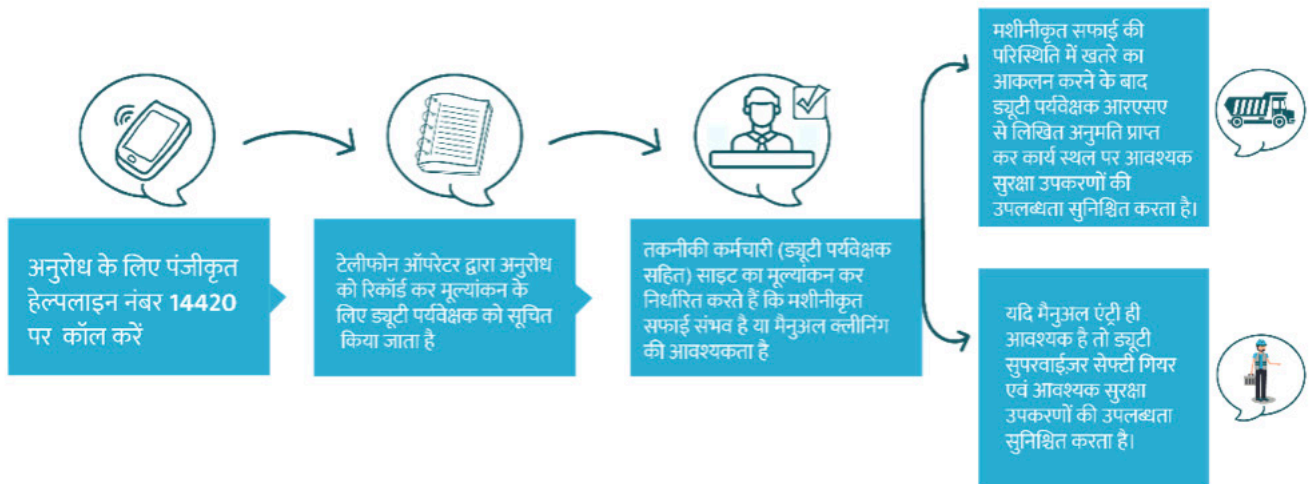 अनुरोध के लिए पंजीकृत
हेल्पलाइन नंबर 14420
पर कॉल करें
टेलीफोन ऑपरेटर द्वारा अनुरोध
को रिकॉर्ड कर मूल्यांकन के
लिए ड्यूटी पर्यवेक्षक को सूचित
किया जाता है
तकनीकी कर्मचारी (ड्यूटी पर्यवेक्षक
सहित) साइट का मूल्यांकन कर
निर्धारित करते हैं कि मशीनीकृत
सफाई संभव है या मैनुअल क्लीनिंग
की आवश्यकता है
मशीनीकृत सफाई की
परिस्थिति में खतरे का
आकलन करने के बाद
ड्यूटी पर्यवेक्षक आरएसए
से लिखित अनुमति प्राप्त
कर कार्य स्थल पर आवश्यक
सुरक्षा उपकरणों की
उपलब्धता सुनिश्चित करता है।
यदि मैनुअल एंट्री ही
आवश्यक है तो ड्यूटी
सुपरवाईज़र सेफ्टी गियर
एवं आवश्यक सुरक्षा
उपकरणों की उपलब्धता
सुनिश्चित करता है।